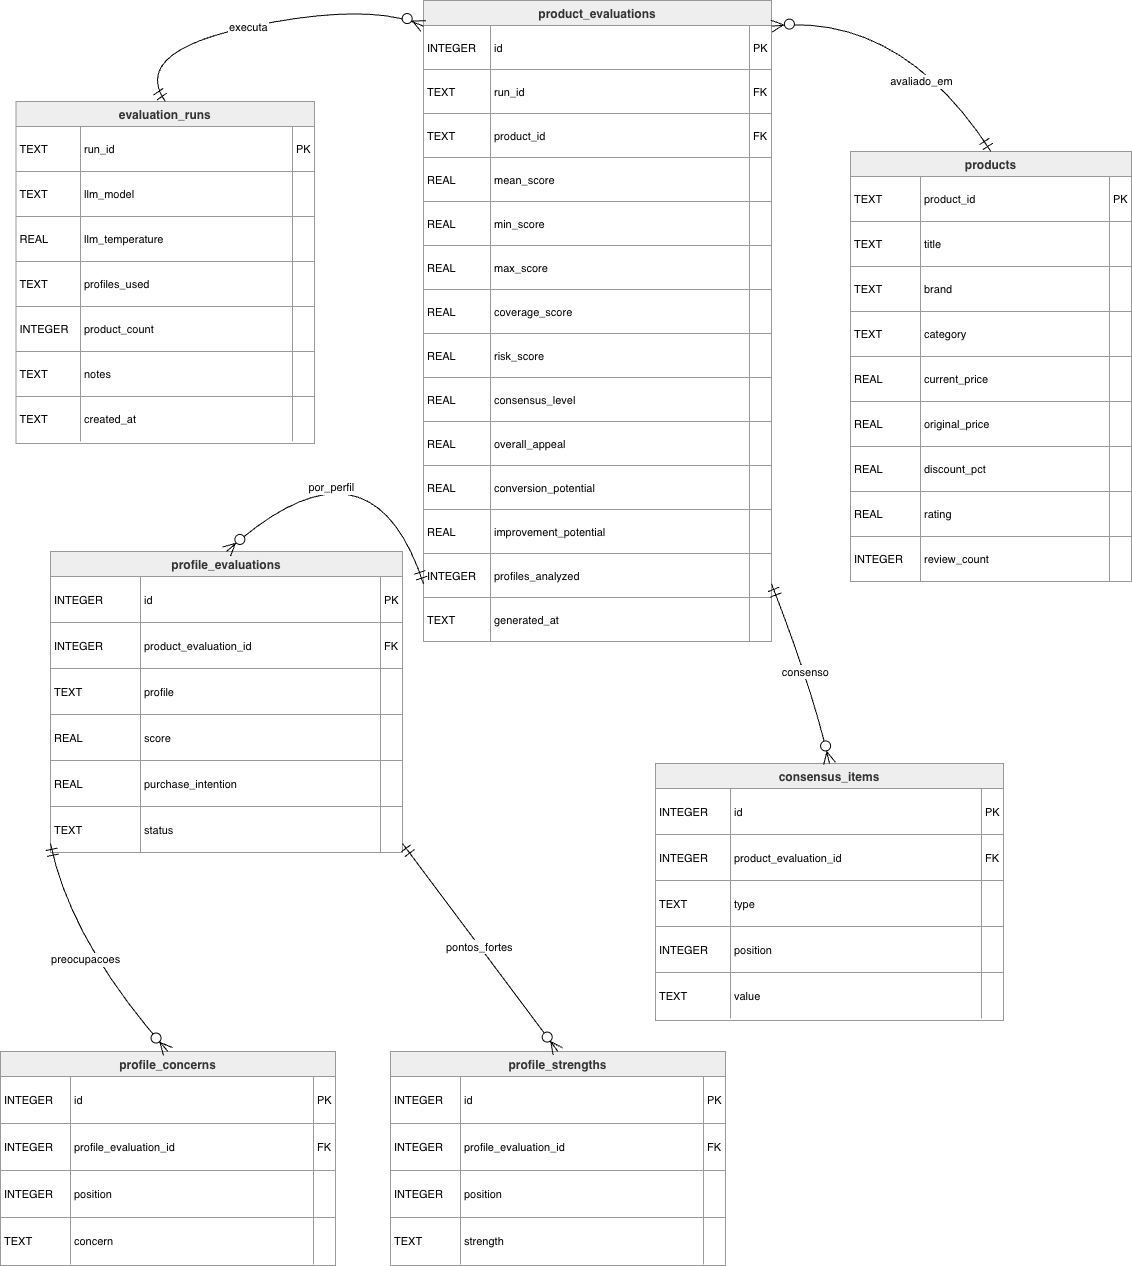 executa
product_evaluations
INTEGER id PK
TEXT run_id FK
TEXT product_id FK
REAL mean_score
REAL min_score
REAL max_score
REAL coverage_score
REAL risk_score
REAL consensus_level
REAL overall_appeal
REAL conversion_potential
REAL improvement_potential
INTEGER profiles_analyzed
TEXT generated_at
avaliado_em
evaluation_runs
TEXT run_id PK
TEXT llm_model
REAL llm_temperature
TEXT profiles_used
INTEGER product_count
TEXT notes
TEXT created_at
products
TEXT product_id PK
TEXT title
TEXT brand
TEXT category
REAL current_price
REAL original_price
REAL discount_pct
REAL rating
INTEGER review_count
por_perfil
profile_evaluations
INTEGER id PK
INTEGER product_evaluation_id FK
TEXT profile
REAL score
REAL purchase_intention
TEXT status
consenso
consensus_items
INTEGER id PK
INTEGER product_evaluation_id FK
TEXT type
INTEGER position
TEXT value
preocupacoes
pontos_fortes
profile_concerns
INTEGER id PK
INTEGER profile_evaluation_id FK
INTEGER position
TEXT concern
profile_strengths
INTEGER id PK
INTEGER profile_evaluation_id FK
INTEGER position
TEXT strength